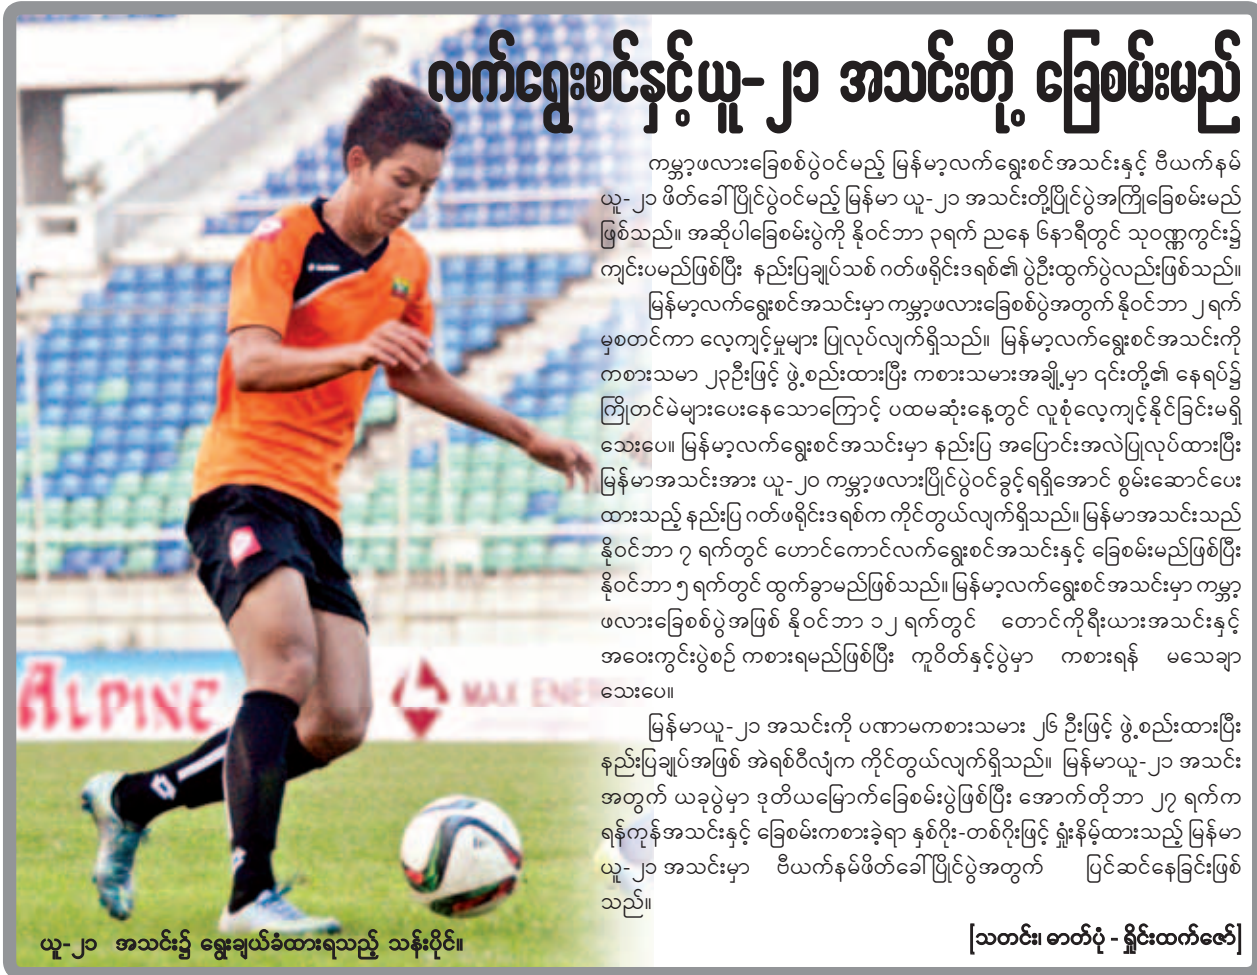 လက်ရွေးစင်နှင့်ယူ-၂၁ အသင်းတို့ ခြေစမ်းမည်
ကမ္ဘာ့ဖလားခြေစစ်ပွဲဝင်မည့် မြန်မာ့လက်ရွေးစင်အသင်းနှင့် ဗီယက်နမ်
ယူ-၂၁ ဖိတ်ခေါ်ပြိုင်ပွဲဝင်မည့် မြန်မာ ယူ-၂၁ အသင်းတို့ပြိုင်ပွဲအကြိုခြေစမ်းမည်
ဖြစ်သည်။ အဆိုပါခြေစမ်းပွဲကို နိုဝင်ဘာ ၃ရက် ညနေ ၆နာရီတွင် သုဝဏ္ဏကွင်း၌
ကျင်းပမည်ဖြစ်ပြီး နည်းပြချုပ်သစ် ဂတ်ဖရိုင်းဒရစ်၏ ပွဲဦးထွက်ပွဲလည်းဖြစ်သည်။
မြန်မာ့လက်ရွေးစင်အသင်းမှာ ကမ္ဘာ့ဖလားခြေစစ်ပွဲအတွက် နိုဝင်ဘာ ၂ ရက်
မှစတင်ကာ လေ့ကျင့်မှုများ ပြုလုပ်လျက်ရှိသည်။ မြန်မာ့လက်ရွေးစင်အသင်းကို
ကစားသမာ ၂၃ဦးဖြင့် ဖွဲ့စည်းထားပြီး ကစားသမားအချို့မှာ ၎င်းတို့၏ နေရပ်၌
ကြိုတင်မဲများပေးနေသောကြောင့် ပထမဆုံးနေ့တွင် လူစုံလေ့ကျင့်နိုင်ခြင်းမရှိ
သေးပေ။ မြန်မာ့လက်ရွေးစင်အသင်းမှာ နည်းပြ အပြောင်းအလဲပြုလုပ်ထားပြီး
မြန်မာအသင်းအား ယူ-၂၀ ကမ္ဘာ့ဖလားပြိုင်ပွဲဝင်ခွင့်ရရှိအောင် စွမ်းဆောင်ပေး
ထားသည့် နည်းပြ ဂတ်ဖရိုင်းဒရစ်က ကိုင်တွယ်လျက်ရှိသည်။ မြန်မာအသင်းသည်
နိုဝင်ဘာ ၇ ရက်တွင် ဟောင်ကောင်လက်ရွေးစင်အသင်းနှင့် ခြေစမ်းမည်ဖြစ်ပြီး
နိုဝင်ဘာ ၅ ရက်တွင် ထွက်ခွာမည်ဖြစ်သည်။ မြန်မာ့လက်ရွေးစင်အသင်းမှာ ကမ္ဘာ့
ဖလားခြေစစ်ပွဲအဖြစ် နိုဝင်ဘာ ၁၂ ရက်တွင် တောင်ကိုရီးယားအသင်းနှင့်
အဝေးကွင်းပွဲစဉ် ကစားရမည်ဖြစ်ပြီး ကူဝိတ်နှင့်ပွဲမှာ ကစားရန် မသေချာ
သေးပေ။
မြန်မာယူ-၂၁ အသင်းကို ပဏာမကစားသမား ၂၆ ဦးဖြင့် ဖွဲ့စည်းထားပြီး
နည်းပြချုပ်အဖြစ် အဲရစ်ဝီလျံက ကိုင်တွယ်လျက်ရှိသည်။ မြန်မာယူ-၂၁ အသင်း
အတွက် ယခုပွဲမှာ ဒုတိယမြောက်ခြေစမ်းပွဲဖြစ်ပြီး အောက်တိုဘာ ၂၇ ရက်က
ရန်ကုန်အသင်းနှင့် ခြေစမ်းကစားခဲ့ရာ နှစ်ဂိုး-တစ်ဂိုးဖြင့် ရှုံးနိမ့်ထားသည့် မြန်မာ
ယူ-၂၁ အသင်းမှာ ဗီယက်နမ်ဖိတ်ခေါ်ပြိုင်ပွဲအတွက် ပြင်ဆင်နေခြင်းဖြစ်
သည်။
[သတင်း၊ ဓာတ်ပုံ - ရှိုင်းထက်ဇော်]
ALPINE
MAX ENER
ယူ-၂၁ အသင်း၌ ရွေးချယ်ခံထားရသည့် သန်းပိုင်။